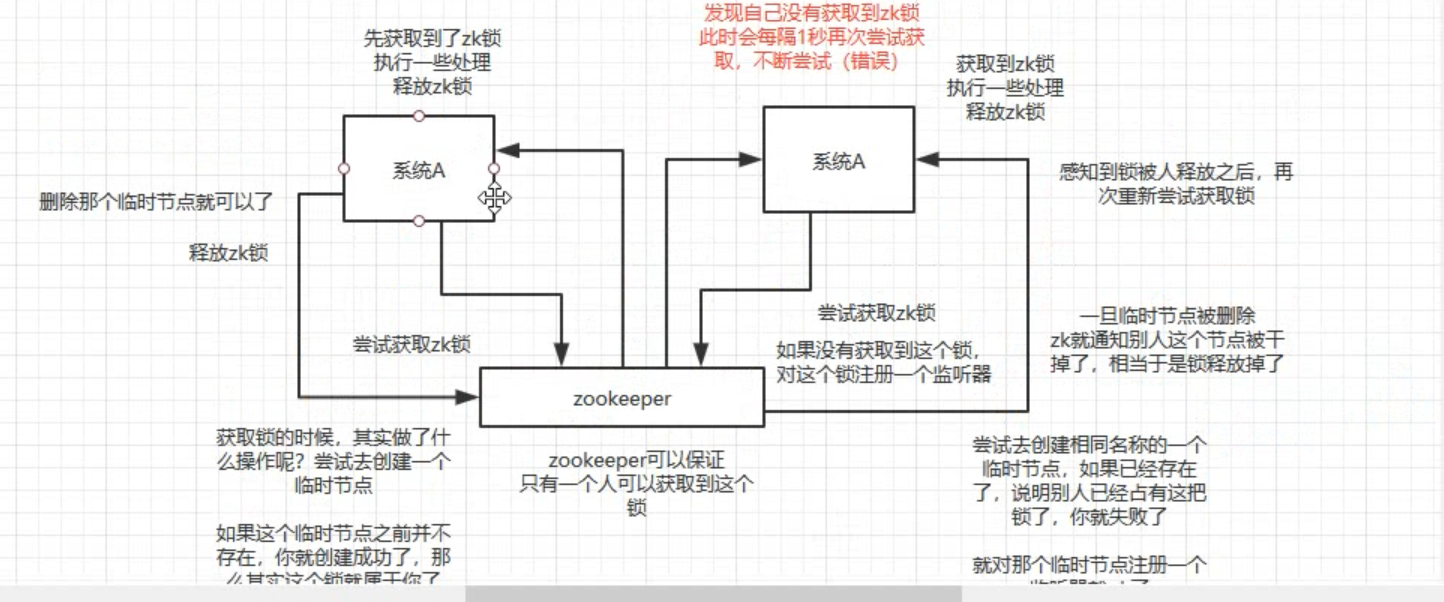 发现自己没有获取到zk锁
此时会每隔1秒再次尝试获
取，不断尝试（错误）
先获取到了zk锁
执行一些处理
释放zk锁
获取到zk锁
执行一些处理
释放zk锁
系统A
系统A
感知到锁被人释放之后，再
次重新尝试获取锁
删除那个临时节点就可以了
释放zk锁
尝试获取zk锁
尝试获取zk锁
如果没有获取到这个锁，
对这个锁注册一个监听器
一旦临时节点被删除
zk就通知别人这个节点被干
掉了，相当于是锁释放掉了
zookeeper
获取锁的时候，其实做了什
么操作呢？尝试去创建一个
临时节点
如果这个临时节点之前并不
存在，你就创建成功了，那
么其实这个锁就属于你了
zookeeper可以保证
只有一个人可以获取到这个
锁
尝试去创建相同名称的一个
临时节点，如果已经存在
了，说明别人已经占有这把
锁了，你就失败了
就对那个临时节点注册一个